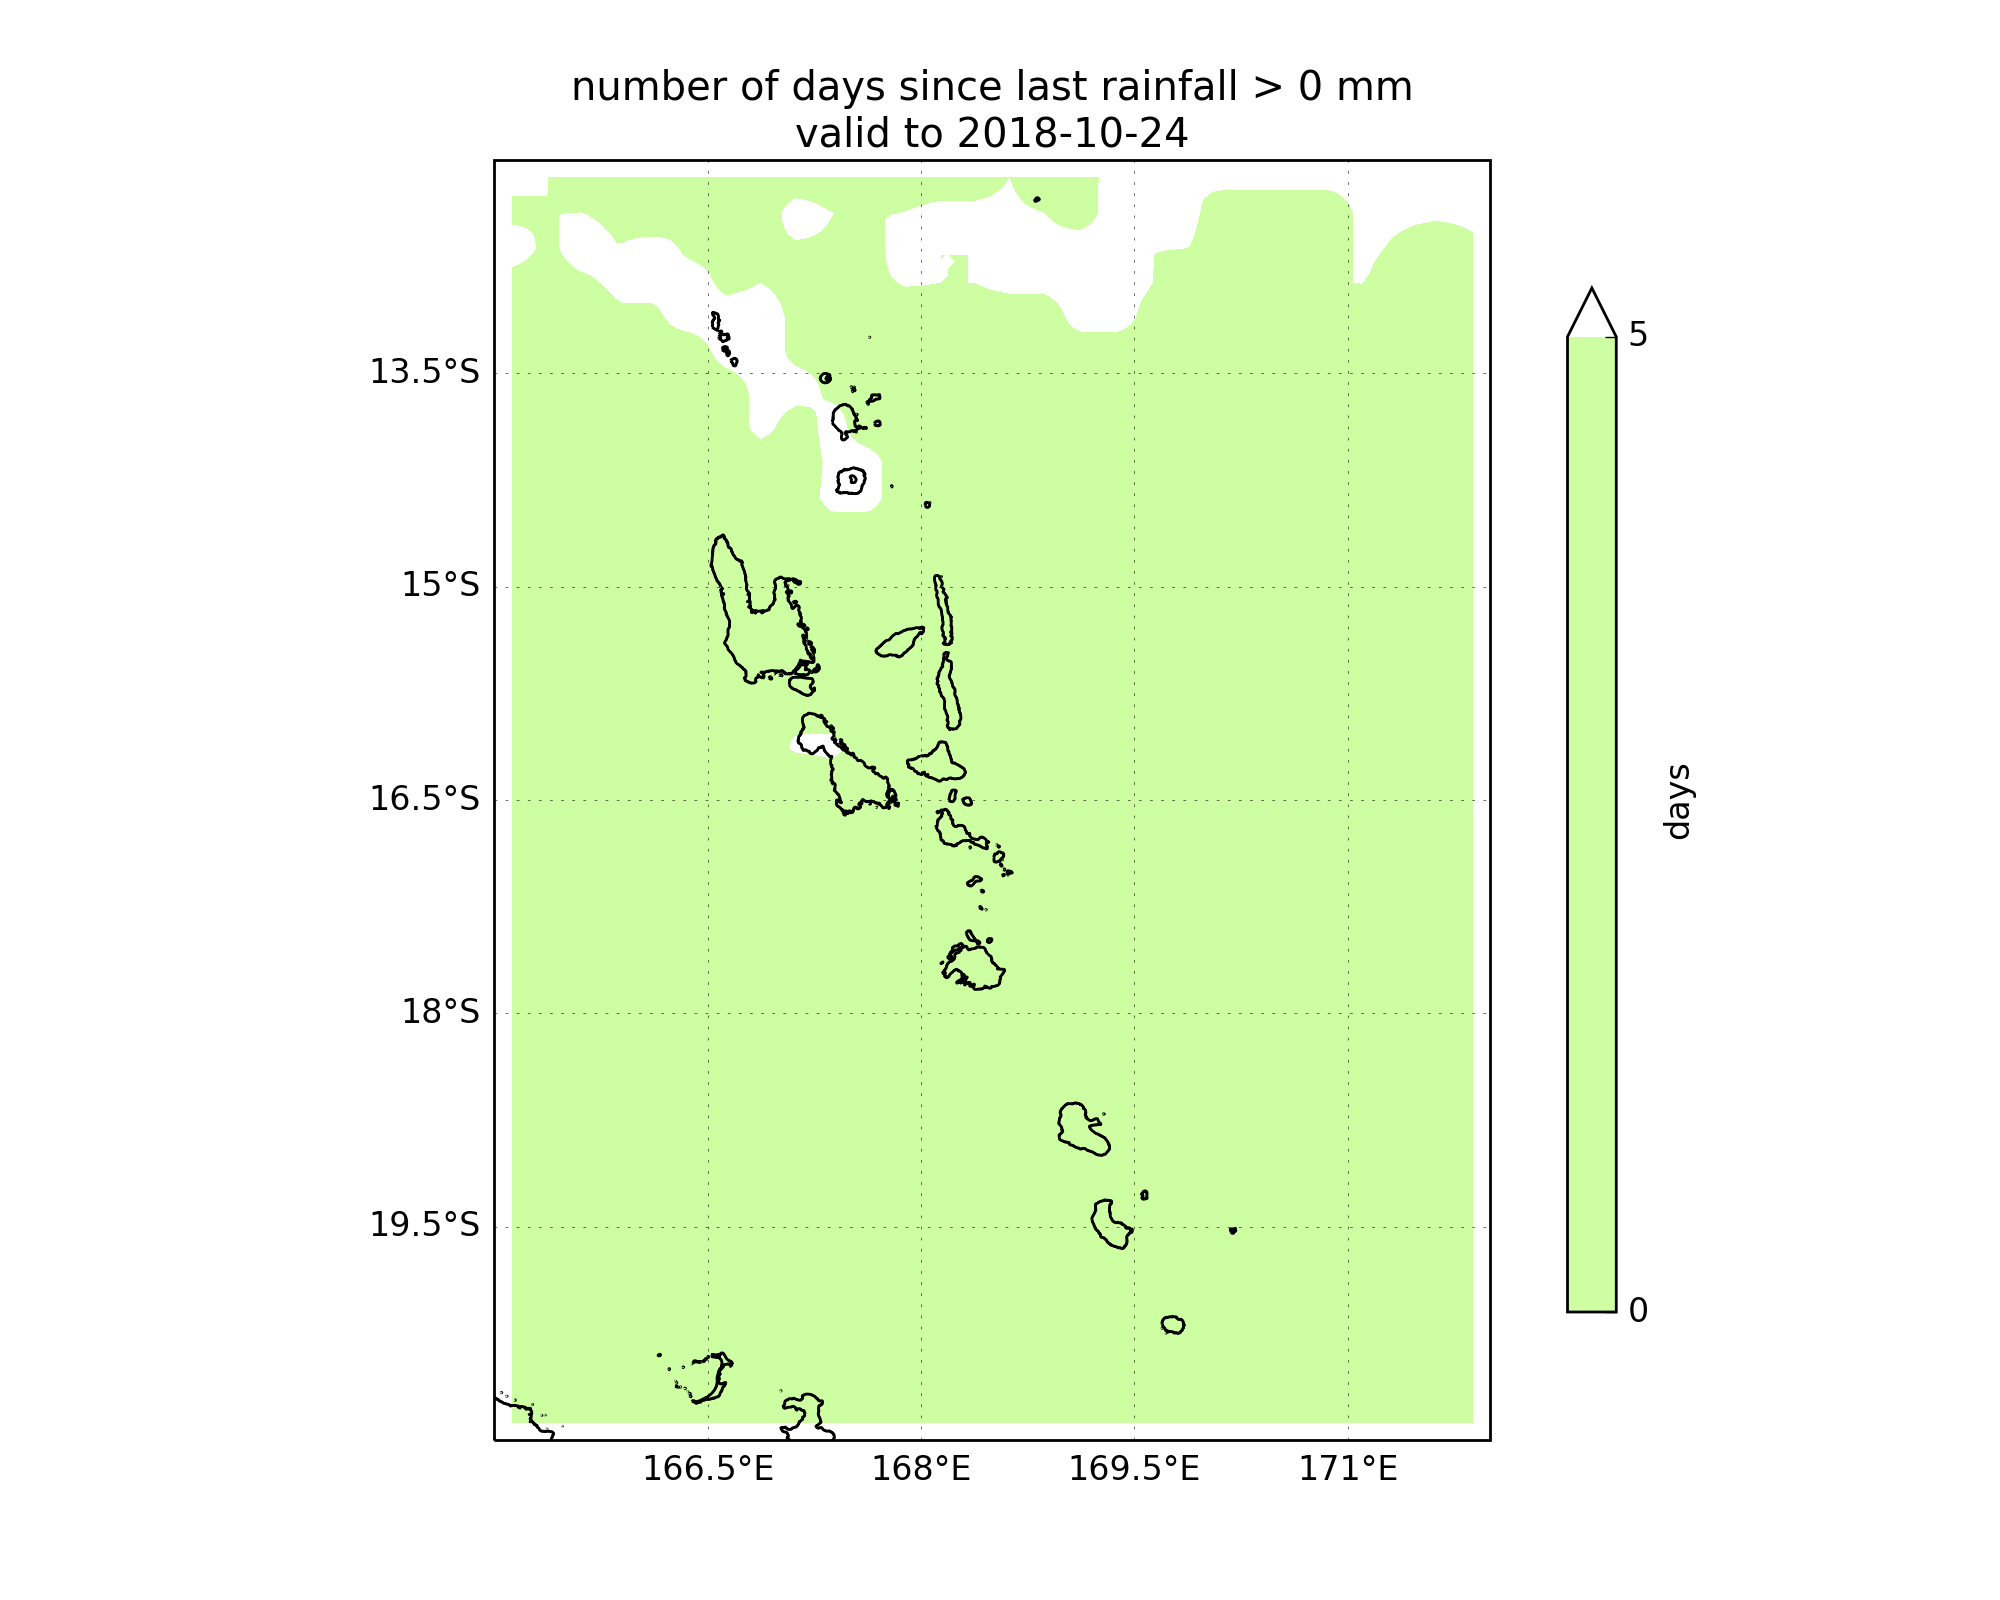 number of days since last rainfall > 0 mm
valid to 2018-10-24
13.5°S
15°S
16.5°S
18°S
19.5°S
166.5°E
168°E
169.5°E
171°E
5
days
0